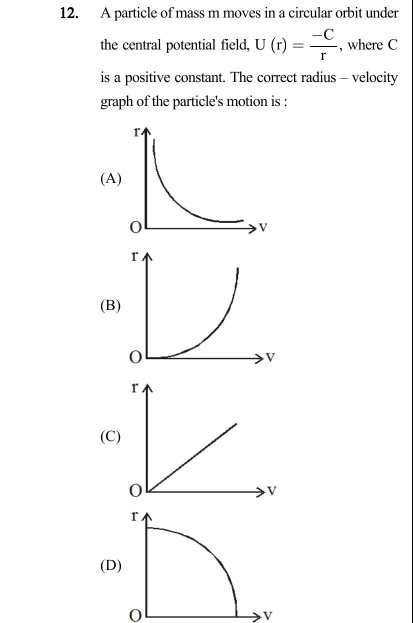 12. A particle of mass m moves in a circular orbit under
the central potential field, U (r) = −C/r, where C
is a positive constant. The correct radius – velocity
graph of the particle's motion is :
r
(A)
O v
r
(B)
O v
r
(C)
O v
r
(D)
O v